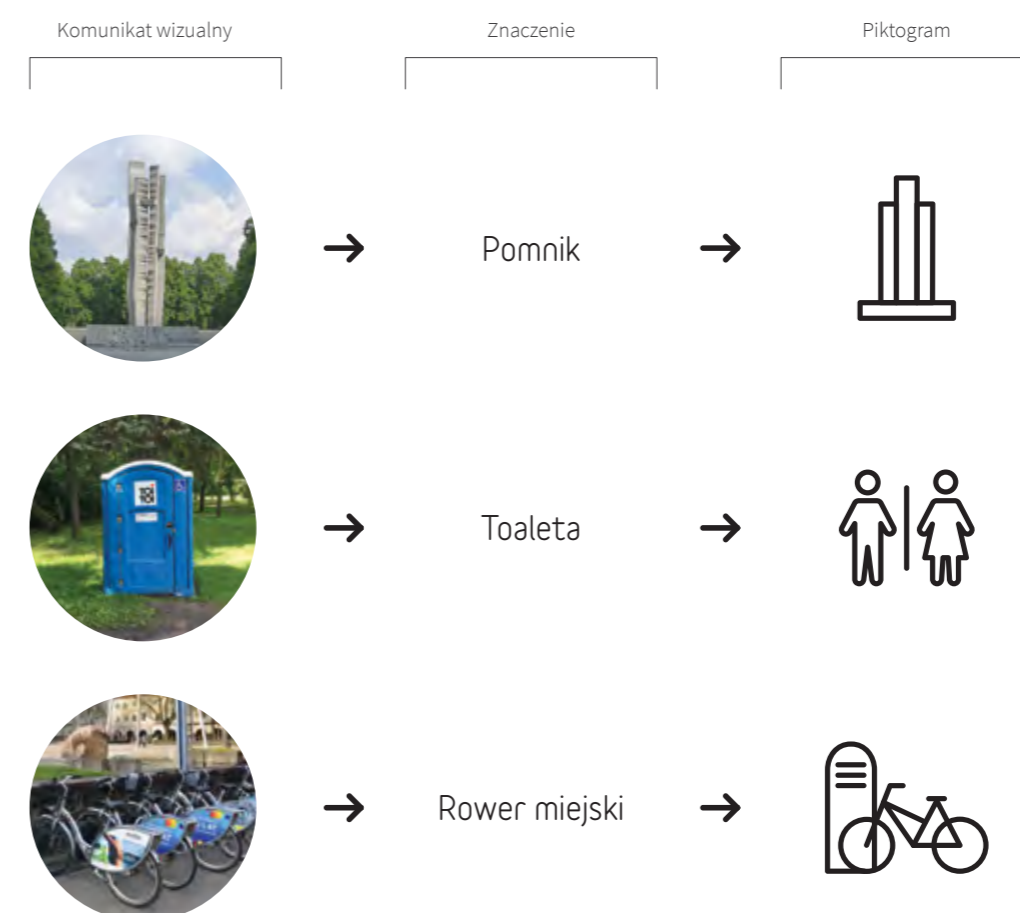 Komunikat wizualny
Znaczenie
Piktogram
Pomnik
Toaleta
Rower miejski